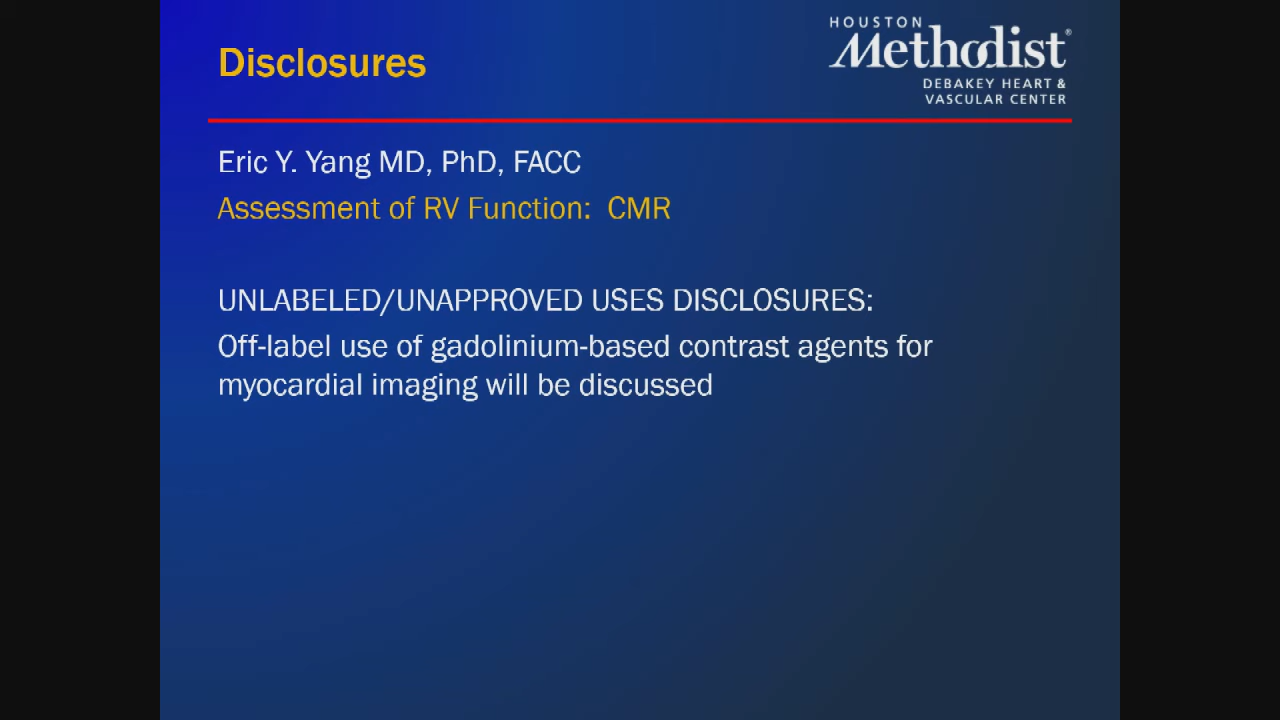 Disclosures
HOUSTON
Methodist®
DEBAKEY HEART &
VASCULAR CENTER
Eric Y. Yang MD, PhD, FACC
Assessment of RV Function:  CMR
UNLABELED/UNAPPROVED USES DISCLOSURES:
Off-label use of gadolinium-based contrast agents for
myocardial imaging will be discussed